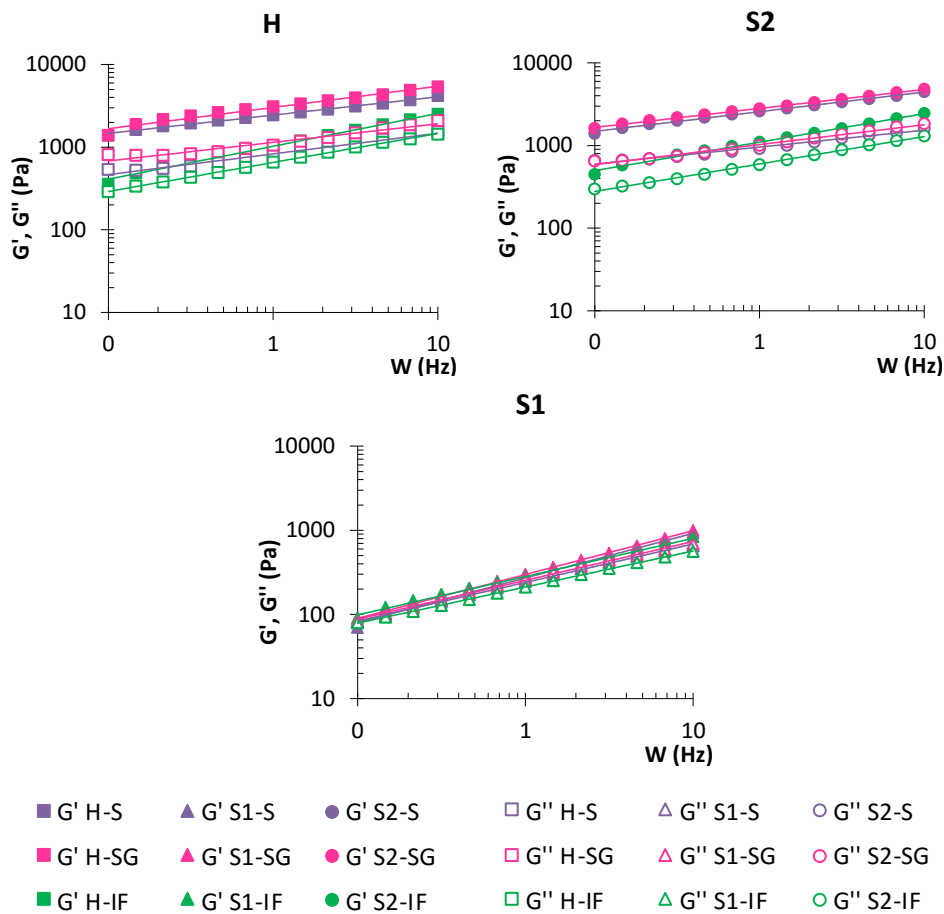 H
10000
1000
100
10
G', G'' (Pa)
0 1 10
W (Hz)
S2
10000
1000
100
10
G', G'' (Pa)
0 1 10
W (Hz)
S1
10000
1000
100
10
G', G'' (Pa)
0 1 10
W (Hz)
G' H-S G' S1-S G' S2-S G'' H-S G'' S1-S G'' S2-S
G' H-SG G' S1-SG G' S2-SG G'' H-SG G'' S1-SG G'' S2-SG
G' H-IF G' S1-IF G' S2-IF G'' H-IF G'' S1-IF G'' S2-IF